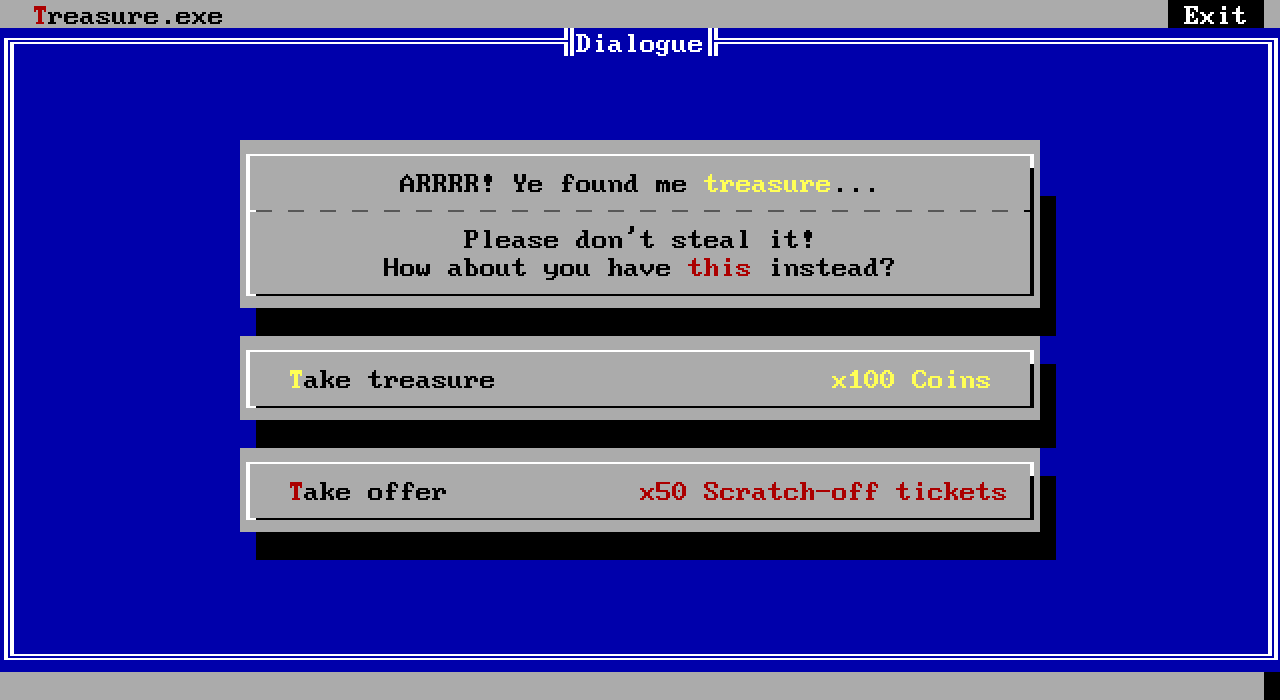 Treasure.exe
Exit
Dialogue
ARRRR! Ye found me treasure...
Please don't steal it!
How about you have this instead?
Take treasure x100 Coins
Take offer x50 Scratch-off tickets